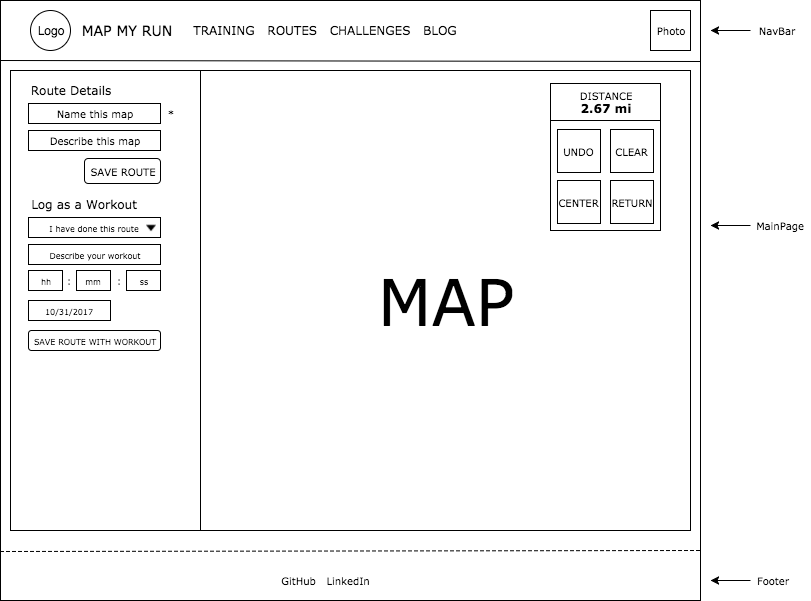 Logo MAP MY RUN TRAINING ROUTES CHALLENGES BLOG Photo NavBar
Route Details
Name this map *
Describe this map
SAVE ROUTE
Log as a Workout
I have done this route
Describe your workout
hh : mm : ss
10/31/2017
SAVE ROUTE WITH WORKOUT
MAP
DISTANCE
2.67 mi
UNDO CLEAR
CENTER RETURN
MainPage
GitHub LinkedIn Footer